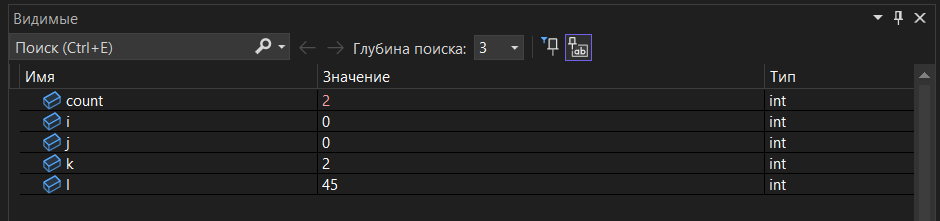 Видимые
Поиск (Ctrl+E) Глубина поиска: 3
Имя Значение Тип
count 2 int
i 0 int
j 0 int
k 2 int
l 45 int